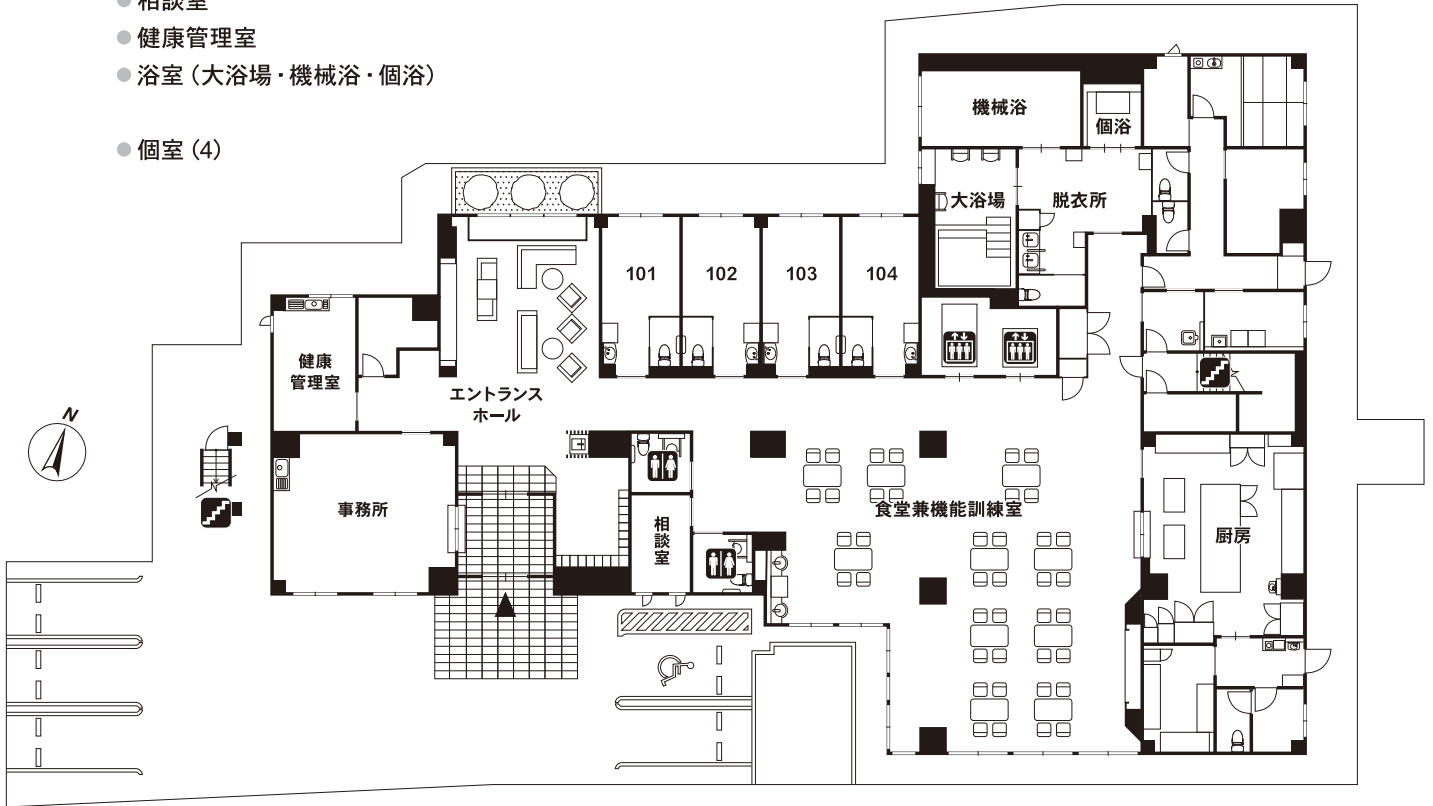 相談室
健康管理室
浴室（大浴場・機械浴・個浴）
個室（4）
機械浴
個浴
大浴場
脱衣所
101
102
103
104
健康
管理室
エントランス
ホール
N
事務所
相談室
食堂兼機能訓練室
厨房